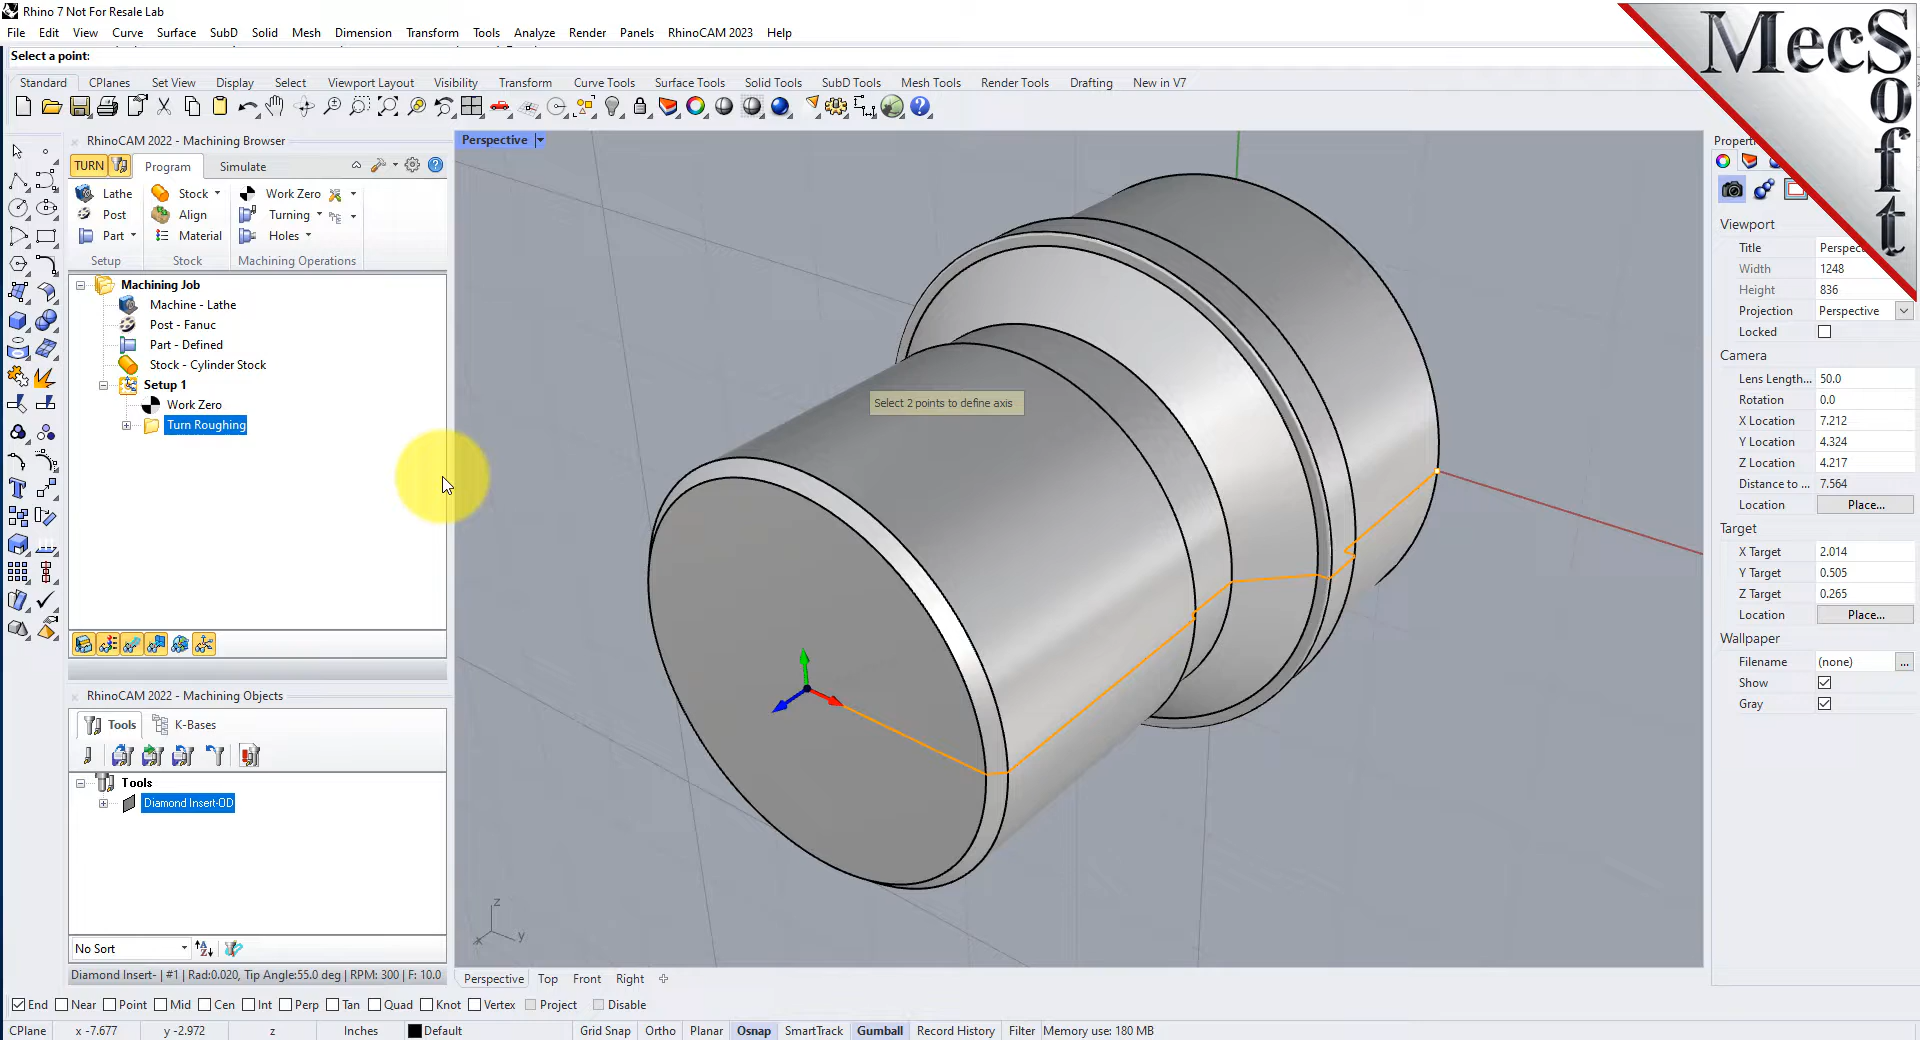 Rhino 7 Not For Resale Lab
File Edit View Curve Surface SubD Solid Mesh Dimension Transform Tools Analyze Render Panels RhinoCAM 2023 Help
Select a point:
Standard CPlanes Set View Display Select Viewport Layout Visibility Transform Curve Tools Surface Tools Solid Tools SubD Tools Mesh Tools Render Tools Drafting New in V7
MecSoft
RhinoCAM 2022 - Machining Browser
TURN Program Simulate
Lathe Stock Work Zero
Post Align Turning
Part Material Holes
Setup Stock Machining Operations
Machining Job
Machine - Lathe
Post - Fanuc
Part - Defined
Stock - Cylinder Stock
Setup 1
Work Zero
Turn Roughing
RhinoCAM 2022 - Machining Objects
Tools K-Bases
Tools
Diamond Insert-OD
No Sort
Diamond Insert- | #1 | Rad:0.020, Tip Angle:55.0 deg | RPM: 300 | F: 10.0
Perspective
Select 2 points to define axis
z
x y
Perspective Top Front Right
Viewport
Title
Width 1248
Height 836
Projection Perspective
Locked
Camera
Lens Length... 50.0
Rotation 0.0
X Location 7.212
Y Location 4.324
Z Location 4.217
Distance to ... 7.564
Location Place...
Target
X Target 2.014
Y Target 0.505
Z Target 0.265
Location Place...
Wallpaper
Filename (none) ...
Show
Gray
End Near Point Mid Cen Int Perp Tan Quad Knot Vertex Project Disable
CPlane x -7.677 y -2.972 z Inches Default Grid Snap Ortho Planar Osnap SmartTrack Gumball Record History Filter Memory use: 180 MB